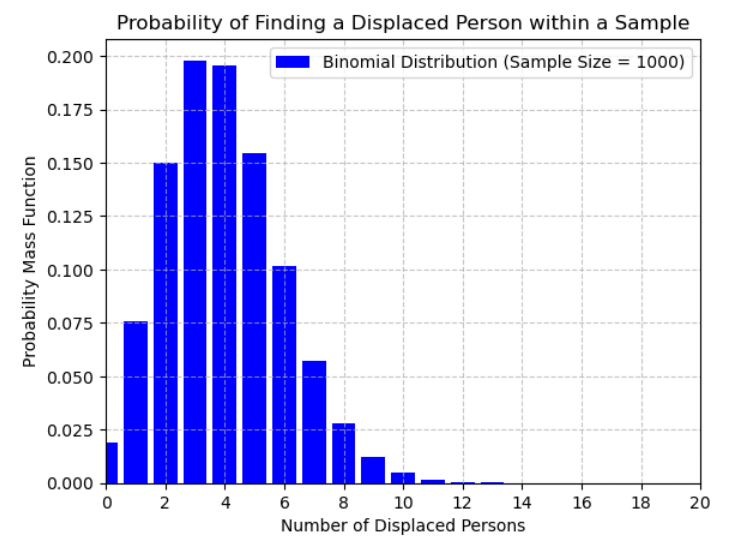 Probability of Finding a Displaced Person within a Sample
Binomial Distribution (Sample Size = 1000)
0.200
0.175
0.150
0.125
0.100
0.075
0.050
0.025
0.000
Probability Mass Function
0 2 4 6 8 10 12 14 16 18 20
Number of Displaced Persons